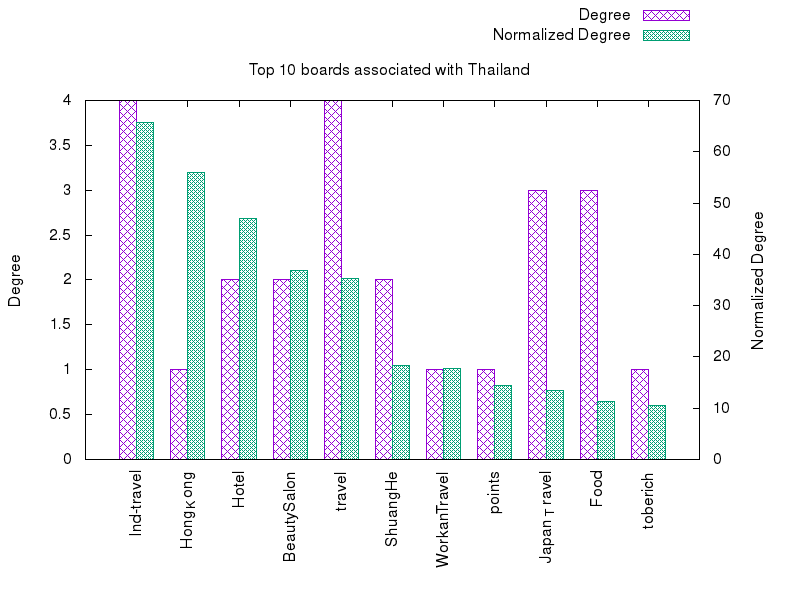 Degree
Normalized Degree
Top 10 boards associated with Thailand
4
3.5
3
2.5
2
1.5
1
0.5
0
70
60
50
40
30
20
10
0
Degree
Normalized Degree
Ind-travel
HongKong
Hotel
BeautySalon
travel
ShuangHe
WorkanTravel
points
JapanTravel
Food
toberich